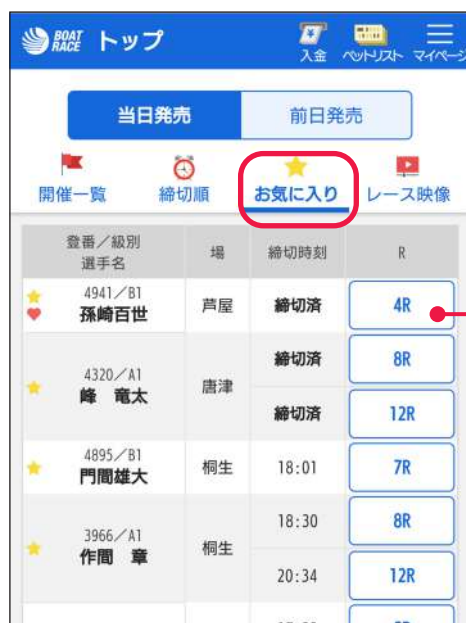 BOAT RACE トップ 入金 ベットリスト マイページ
当日発売 前日発売
開催一覧 締切順 お気に入り レース映像
登番／級別 選手名 場 締切時刻 R
4941／B1
孫崎百世 芦屋 締切済 4R
4320／A1
峰 竜太 唐津 締切済 8R
締切済 12R
4895／B1
門間雄大 桐生 18:01 7R
3966／A1
作間 章 桐生 18:30 8R
20:34 12R